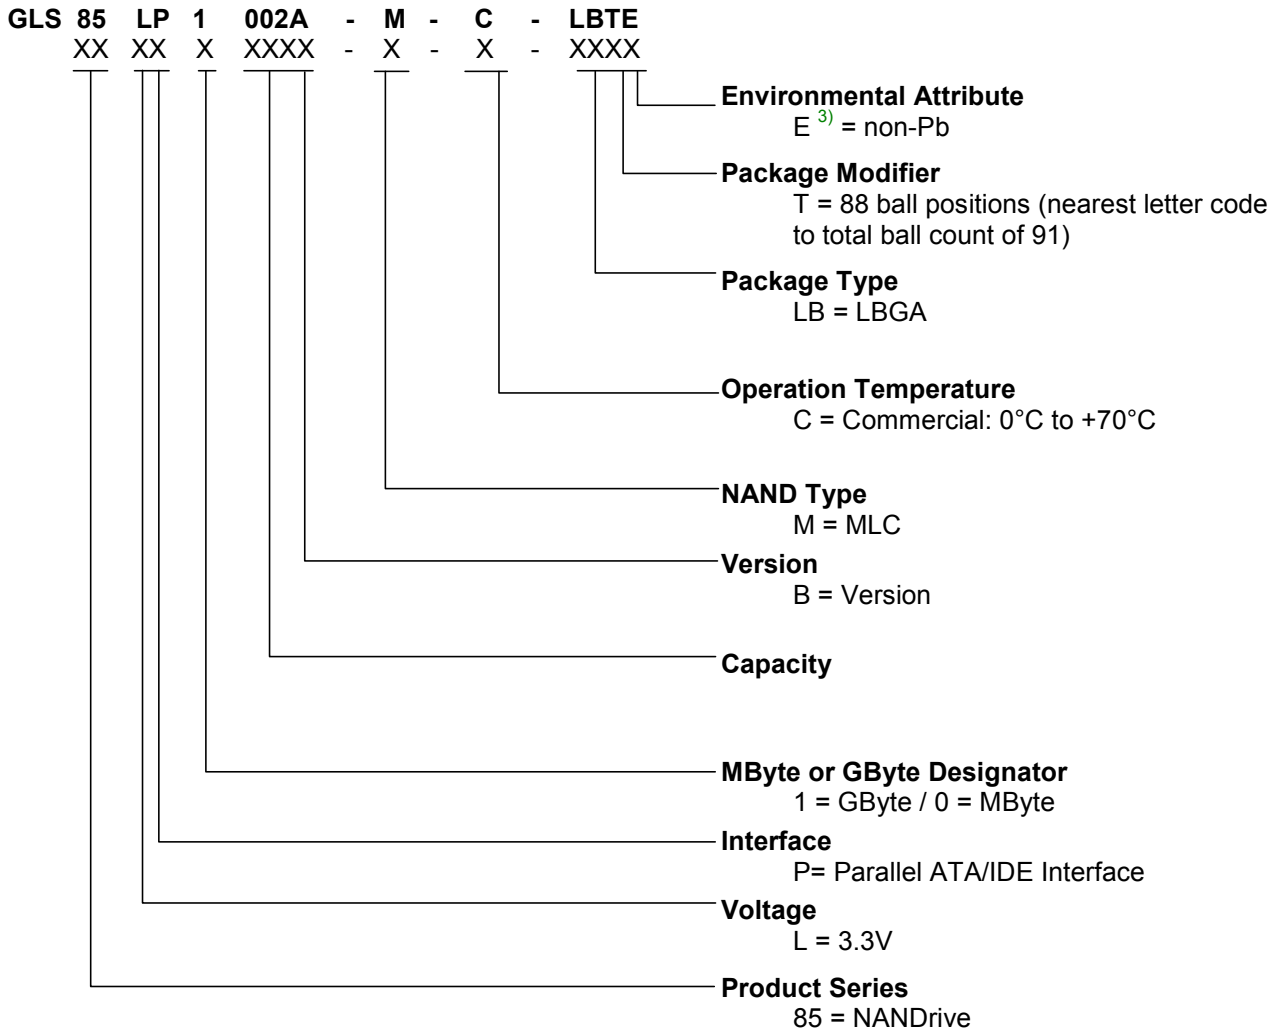 GLS 85 LP 1 002A - M - C - LBTE
XX XX X XXXX - X - X - XXXX
Environmental Attribute
E 3) = non-Pb
Package Modifier
T = 88 ball positions (nearest letter code
to total ball count of 91)
Package Type
LB = LBGA
Operation Temperature
C = Commercial: 0°C to +70°C
NAND Type
M = MLC
Version
B = Version
Capacity
MByte or GByte Designator
1 = GByte / 0 = MByte
Interface
P= Parallel ATA/IDE Interface
Voltage
L = 3.3V
Product Series
85 = NANDrive